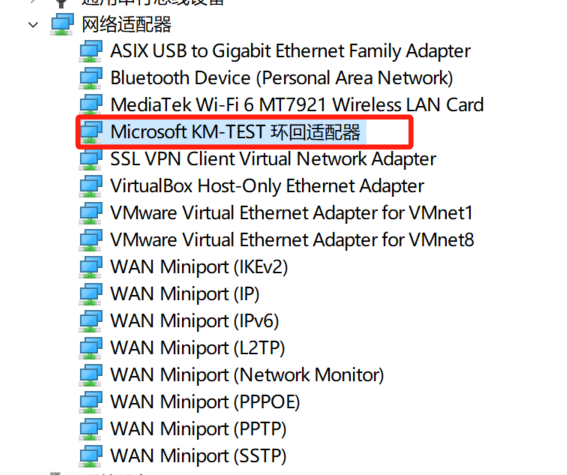 网络适配器
ASIX USB to Gigabit Ethernet Family Adapter
Bluetooth Device (Personal Area Network)
MediaTek Wi-Fi 6 MT7921 Wireless LAN Card
Microsoft KM-TEST 环回适配器
SSL VPN Client Virtual Network Adapter
VirtualBox Host-Only Ethernet Adapter
VMware Virtual Ethernet Adapter for VMnet1
VMware Virtual Ethernet Adapter for VMnet8
WAN Miniport (IKEv2)
WAN Miniport (IP)
WAN Miniport (IPv6)
WAN Miniport (L2TP)
WAN Miniport (Network Monitor)
WAN Miniport (PPPOE)
WAN Miniport (PPTP)
WAN Miniport (SSTP)